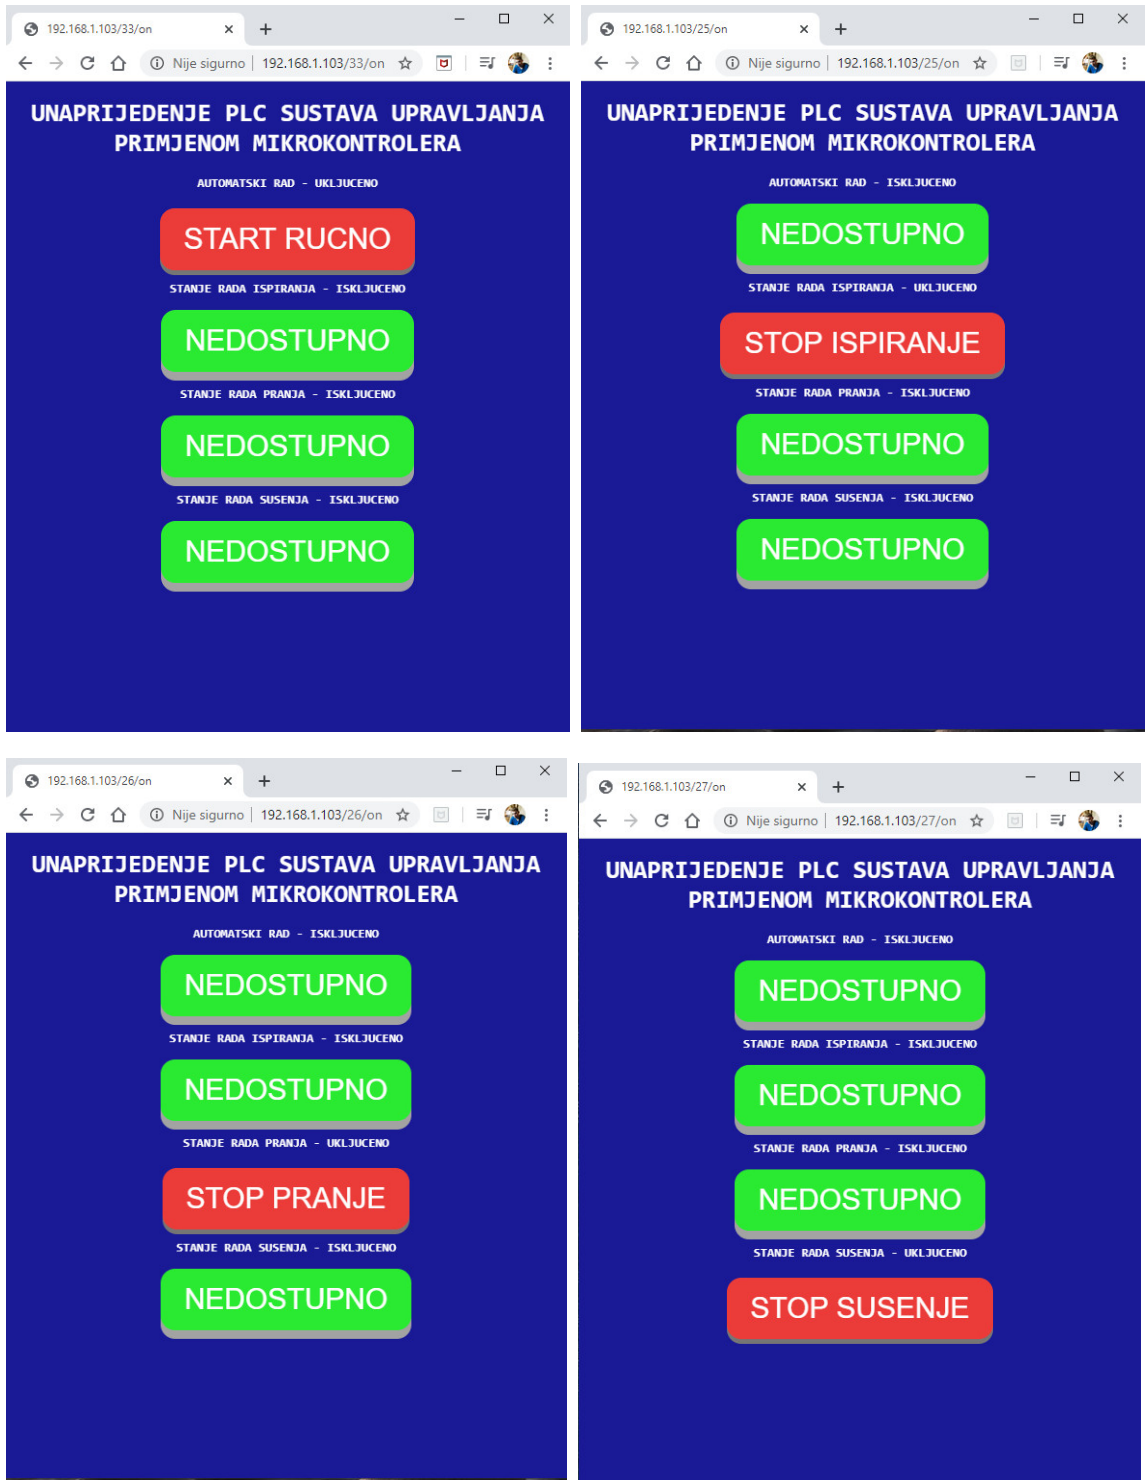 192.168.1.103/33/on
Nije sigurno 192.168.1.103/33/on
UNAPRIJEDENJE PLC SUSTAVA UPRAVLJANJA
PRIMJENOM MIKROKONTROLERA
AUTOMATSKI RAD - UKLJUCENO
START RUCNO
STANJE RADA ISPIRANJA - ISKLJUCENO
NEDOSTUPNO
STANJE RADA PRANJA - ISKLJUCENO
NEDOSTUPNO
STANJE RADA SUSENJA - ISKLJUCENO
NEDOSTUPNO
192.168.1.103/25/on
Nije sigurno 192.168.1.103/25/on
UNAPRIJEDENJE PLC SUSTAVA UPRAVLJANJA
PRIMJENOM MIKROKONTROLERA
AUTOMATSKI RAD - ISKLJUCENO
NEDOSTUPNO
STANJE RADA ISPIRANJA - UKLJUCENO
STOP ISPIRANJE
STANJE RADA PRANJA - ISKLJUCENO
NEDOSTUPNO
STANJE RADA SUSENJA - ISKLJUCENO
NEDOSTUPNO
192.168.1.103/26/on
Nije sigurno 192.168.1.103/26/on
UNAPRIJEDENJE PLC SUSTAVA UPRAVLJANJA
PRIMJENOM MIKROKONTROLERA
AUTOMATSKI RAD - ISKLJUCENO
NEDOSTUPNO
STANJE RADA ISPIRANJA - ISKLJUCENO
NEDOSTUPNO
STANJE RADA PRANJA - UKLJUCENO
STOP PRANJE
STANJE RADA SUSENJA - ISKLJUCENO
NEDOSTUPNO
192.168.1.103/27/on
Nije sigurno 192.168.1.103/27/on
UNAPRIJEDENJE PLC SUSTAVA UPRAVLJANJA
PRIMJENOM MIKROKONTROLERA
AUTOMATSKI RAD - ISKLJUCENO
NEDOSTUPNO
STANJE RADA ISPIRANJA - ISKLJUCENO
NEDOSTUPNO
STANJE RADA PRANJA - ISKLJUCENO
NEDOSTUPNO
STANJE RADA SUSENJA - UKLJUCENO
STOP SUSENJE